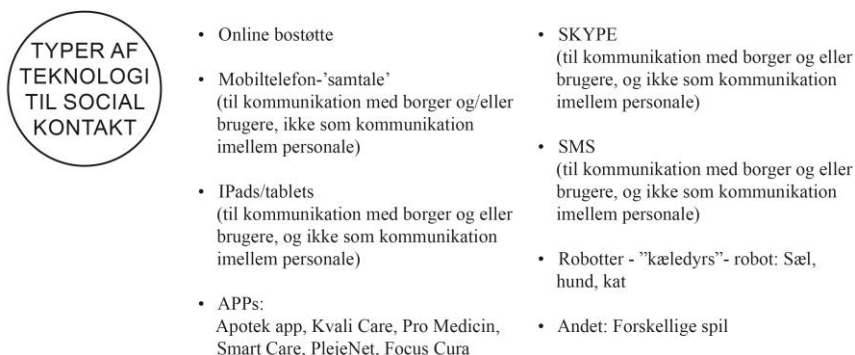 TYPER AF
TEKNOLOGI
TIL SOCIAL
KONTAKT
• Online bostøtte
• Mobiltelefon-’samtale’
(til kommunikation med borger og/eller
brugere, ikke som kommunikation
imellem personale)
• IPads/tablets
(til kommunikation med borger og eller
brugere, og ikke som kommunikation
imellem personale)
• APPs:
Apotek app, Kvali Care, Pro Medicin,
Smart Care, PlejeNet, Focus Cura
• SKYPE
(til kommunikation med borger og eller
brugere, og ikke som kommunikation
imellem personale)
• SMS
(til kommunikation med borger og eller
brugere, og ikke som kommunikation
imellem personale)
• Robotter - ”kæledyrs”- robot: Sæl,
hund, kat
• Andet: Forskellige spil